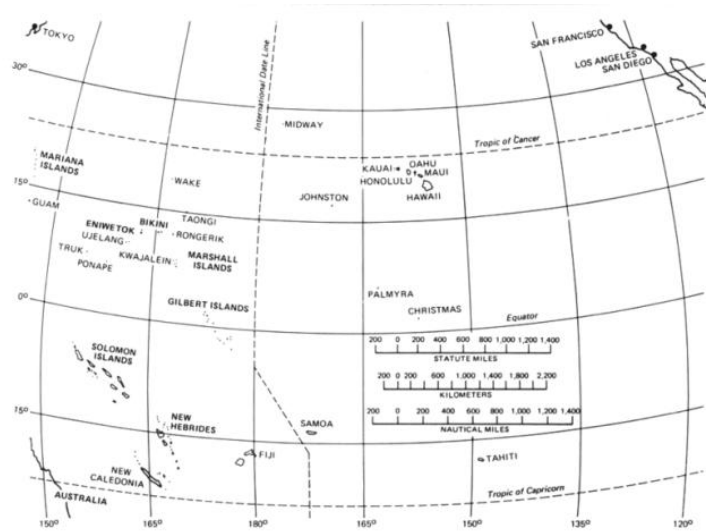 TOKYO
SAN FRANCISCO
LOS ANGELES
SAN DIEGO
30°
International Date Line
MIDWAY
Tropic of Cancer
MARIANA
ISLANDS
KAUAI
OAHU
MAUI
HONOLULU
HAWAII
WAKE
15°
JOHNSTON
GUAM
TAONGI
ENIWETOK
BIKINI
UJELANG
RONGERIK
TRUK
KWAJALEIN
MARSHALL
ISLANDS
PONAPE
PALMYRA
0°
GILBERT ISLANDS
CHRISTMAS
Equator
200 0 200 400 600 800 1,000 1,200 1,400
STATUTE MILES
SOLOMON
ISLANDS
200 0 200 600 1,000 1,400 1,800 2,200
KILOMETERS
200 0 200 400 600 800 1,000 1,200 1,400
NAUTICAL MILES
15°
NEW
HEBRIDES
SAMOA
FIJI
TAHITI
NEW
CALEDONIA
AUSTRALIA
Tropic of Capricorn
150° 165° 180° 165° 150° 135° 120°